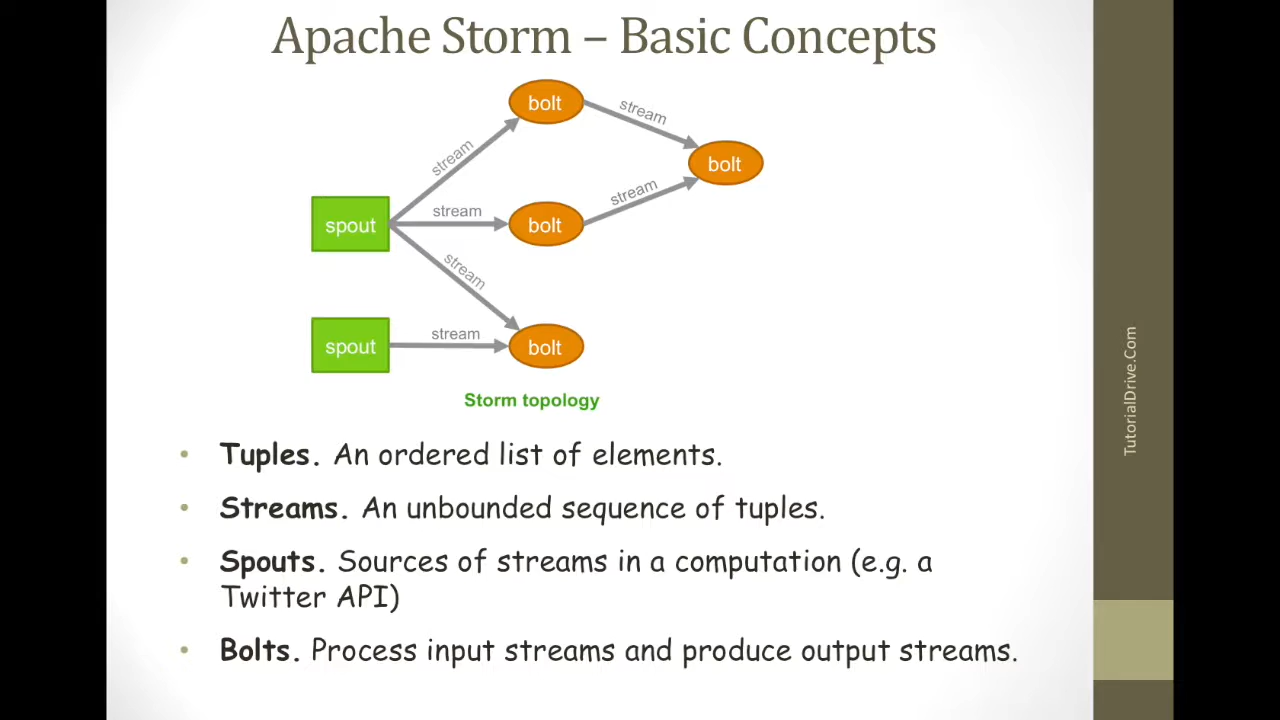 Apache Storm – Basic Concepts
bolt
stream
stream
bolt
stream
spout
stream
bolt
stream
spout
stream
bolt
Storm topology
• Tuples. An ordered list of elements.
• Streams. An unbounded sequence of tuples.
• Spouts. Sources of streams in a computation (e.g. a
Twitter API)
• Bolts. Process input streams and produce output streams.
TutorialDrive.Com